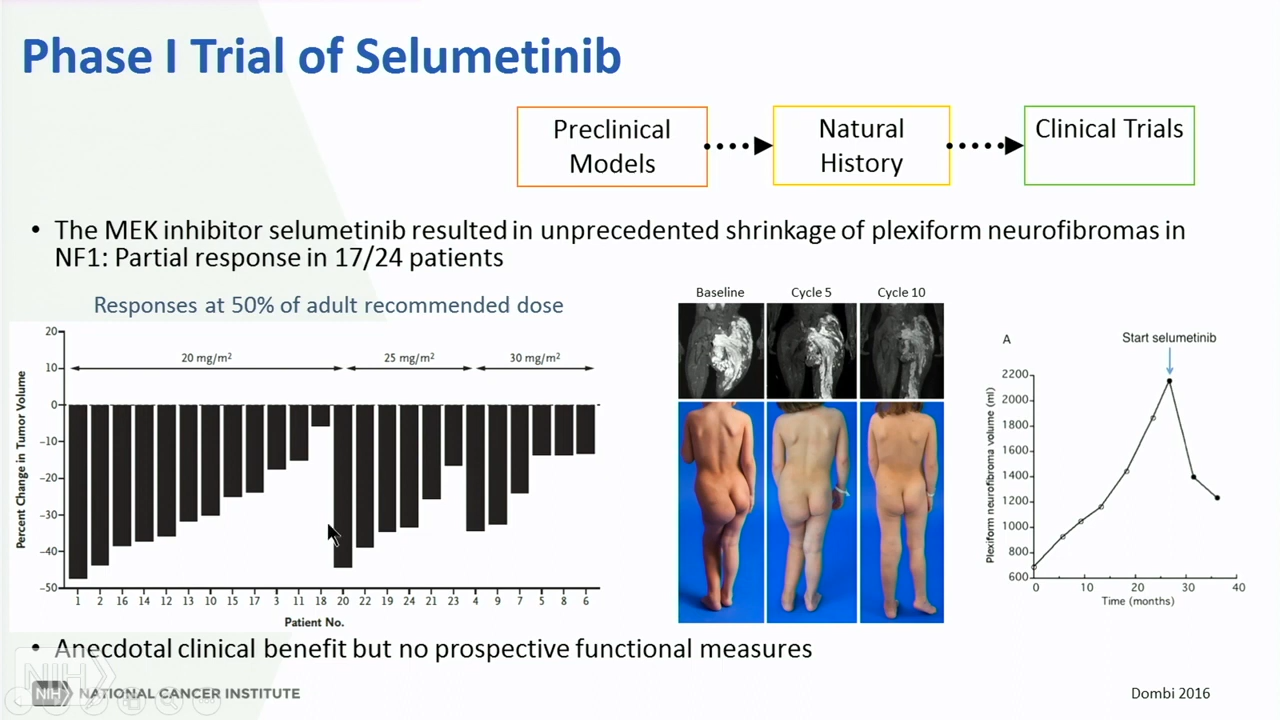 Phase I Trial of Selumetinib
Preclinical
Models
Natural
History
Clinical Trials
• The MEK inhibitor selumetinib resulted in unprecedented shrinkage of plexiform neurofibromas in
NF1: Partial response in 17/24 patients
Responses at 50% of adult recommended dose
20
10
0
−10
−20
−30
−40
−50
Percent Change in Tumor Volume
20 mg/m²
25 mg/m²
30 mg/m²
1 2 16 14 12 13 10 15 17 3 11 18 20 22 19 24 21 23 4 9 7 5 8 6
Patient No.
Baseline
Cycle 5
Cycle 10
A
Start selumetinib
2200
2000
1800
1600
1400
1200
1000
800
600
Plexiform neurofibroma volume (ml)
0 10 20 30 40
Time (months)
• Anecdotal clinical benefit but no prospective functional measures
NIH
NIH NATIONAL CANCER INSTITUTE
Dombi 2016